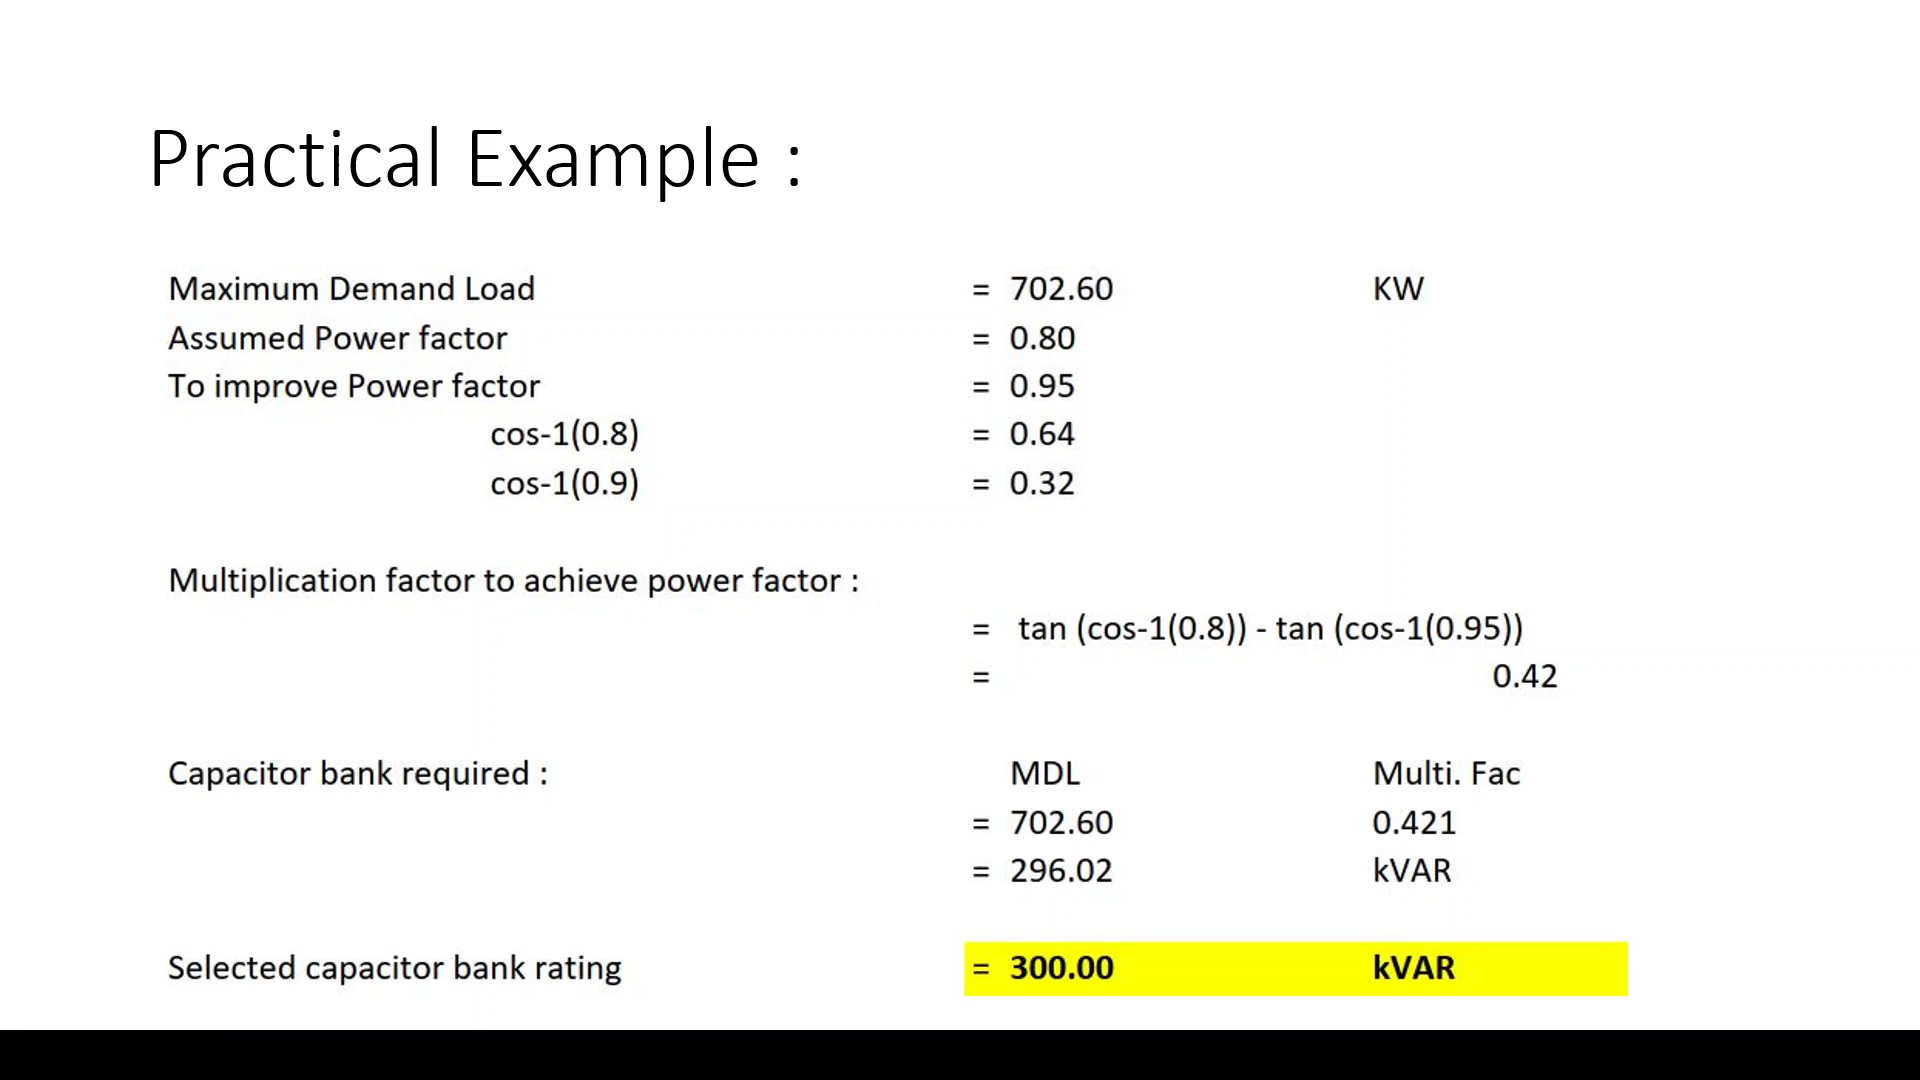 Practical Example :
Maximum Demand Load = 702.60 KW
Assumed Power factor = 0.80
To improve Power factor = 0.95
cos-1(0.8) = 0.64
cos-1(0.9) = 0.32
Multiplication factor to achieve power factor :
= tan (cos-1(0.8)) - tan (cos-1(0.95))
= 0.42
Capacitor bank required : MDL Multi. Fac
= 702.60 0.421
= 296.02 kVAR
Selected capacitor bank rating = 300.00 kVAR